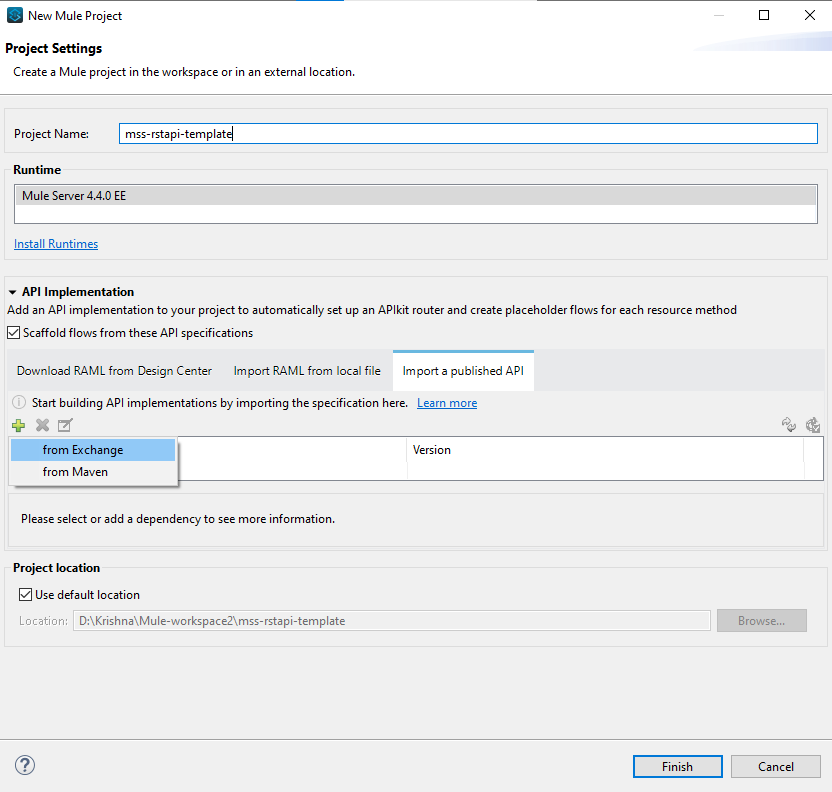 New Mule Project
Project Settings
Create a Mule project in the workspace or in an external location.
Project Name: mss-rstapi-template
Runtime
Mule Server 4.4.0 EE
Install Runtimes
API Implementation
Add an API implementation to your project to automatically set up an APIkit router and create placeholder flows for each resource method
Scaffold flows from these API specifications
Download RAML from Design Center Import RAML from local file Import a published API
Start building API implementations by importing the specification here. Learn more
from Exchange Version
from Maven
Please select or add a dependency to see more information.
Project location
Use default location
Location: D:\Krishna\Mule-workspace2\mss-rstapi-template Browse...
Finish Cancel